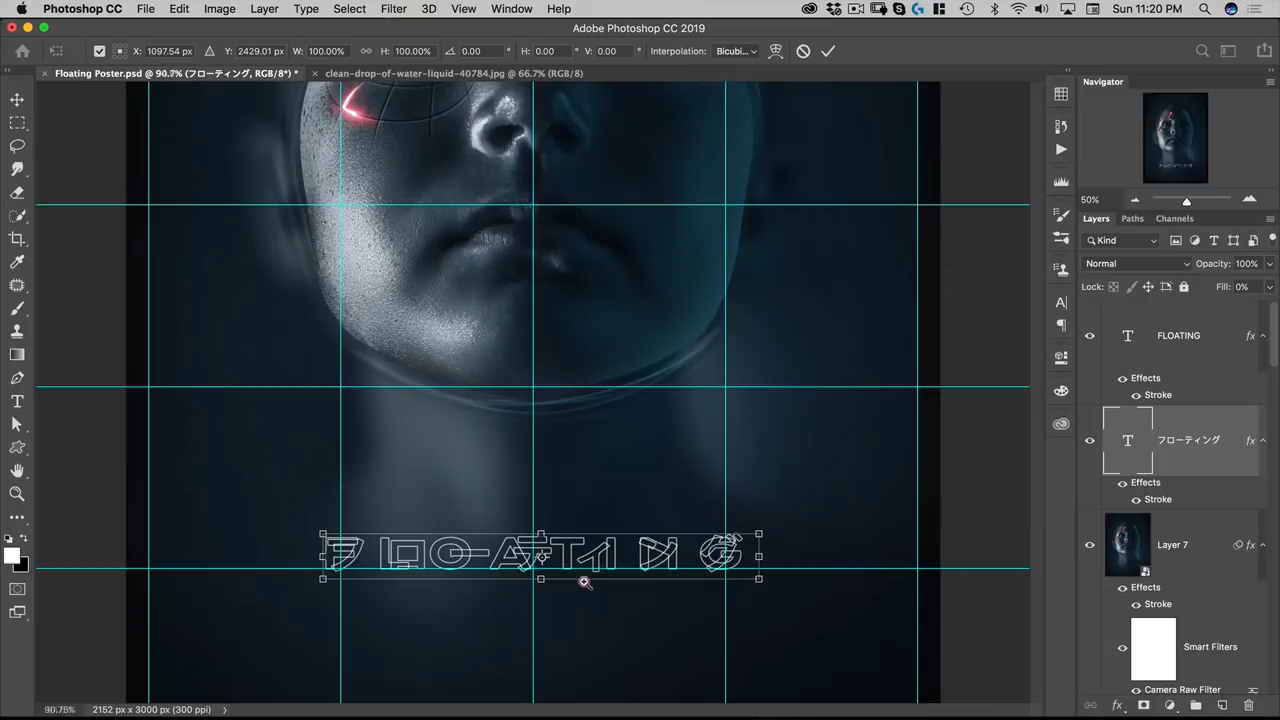 Photoshop CC File Edit Image Layer Type Select Filter 3D View Window Help Sun 11:20 PM
Adobe Photoshop CC 2019
X: 1097.54 px Y: 2429.01 px W: 100.00% H: 100.00% 0.00 ° H: 0.00 ° V: 0.00 ° Interpolation: Bicubi...
Floating Poster.psd @ 90.7% (フローティング, RGB/8*) * clean-drop-of-water-liquid-40784.jpg @ 66.7% (RGB/8)
Navigator
50%
Layers Paths Channels
Kind
Normal Opacity: 100%
Lock: Fill: 0%
FLOATING fx
Effects
Stroke
フローティング fx
Effects
Stroke
Layer 7
Effects
Stroke
Smart Filters
Camera Raw Filter
90.75% 2152 px x 3000 px (300 ppi)